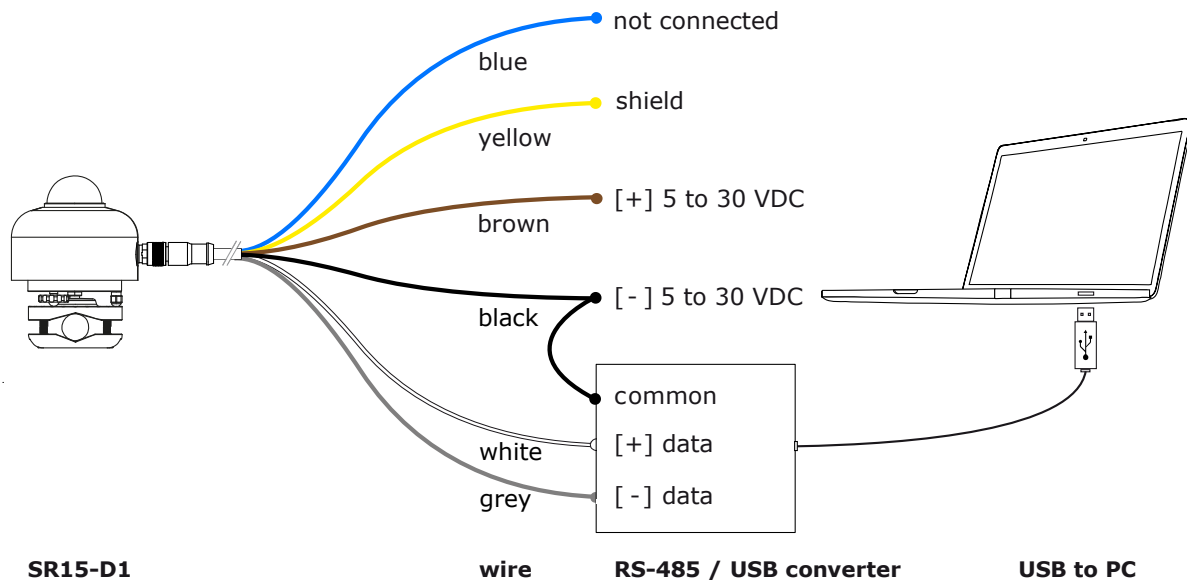 not connected
blue
shield
yellow
[+] 5 to 30 VDC
brown
[-] 5 to 30 VDC
black
common
[+] data
white
[-] data
grey
SR15-D1 wire RS-485 / USB converter USB to PC